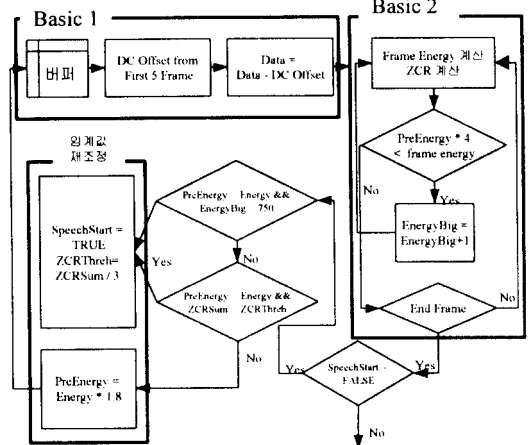 Basic 1
Basic 2
버퍼
DC Offset from
First 5 Frame
Data =
Data - DC Offset
Frame Energy 계산
ZCR 계산
PreEnergy * 4
< frame energy
No
Yes
EnergyBig =
EnergyBig+1
End Frame
No
임계값
재조정
SpeechStart =
TRUE
ZCRThreh=
ZCRSum / 3
Yes
PreEnergy Energy &&
EnergyBig 750
No
PreEnergy Energy &&
ZCRSum ZCRThreh
No
PreEnergy =
Energy * 1.8
Yes
SpeechStart -
FALSE
Yes
No